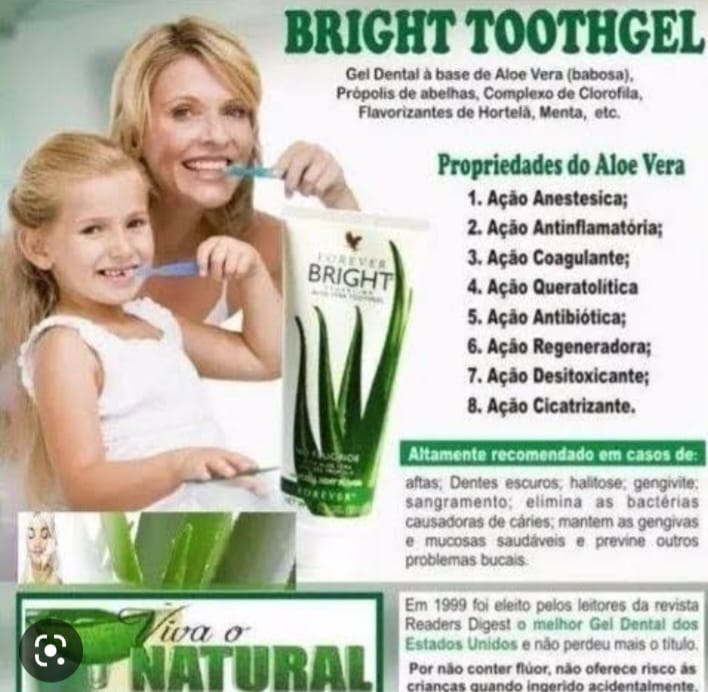 BRIGHT TOOTHGEL
Gel Dental à base de Aloe Vera (babosa),
Própolis de abelhas, Complexo de Clorofila,
Flavorizantes de Hortelã, Menta, etc.
Propriedades do Aloe Vera
1. Ação Anestesica;
2. Ação Antinflamatória;
3. Ação Coagulante;
4. Ação Queratolítica
5. Ação Antibiótica;
6. Ação Regeneradora;
7. Ação Desitoxicante;
8. Ação Cicatrizante.
FOREVER
BRIGHT
FOREVER
Altamente recomendado em casos de:
aftas; Dentes escuros; halitose; gengivite;
sangramento; elimina as bactérias
causadoras de cáries; mantem as gengivas
e mucosas saudáveis e previne outros
problemas bucais.
Viva o
NATURAL
Em 1999 foi eleito pelos leitores da revista
Readers Digest o melhor Gel Dental dos
Estados Unidos e não perdeu mais o título.
Por não conter flúor, não oferece risco às
crianças quando ingerido acidentalmente.